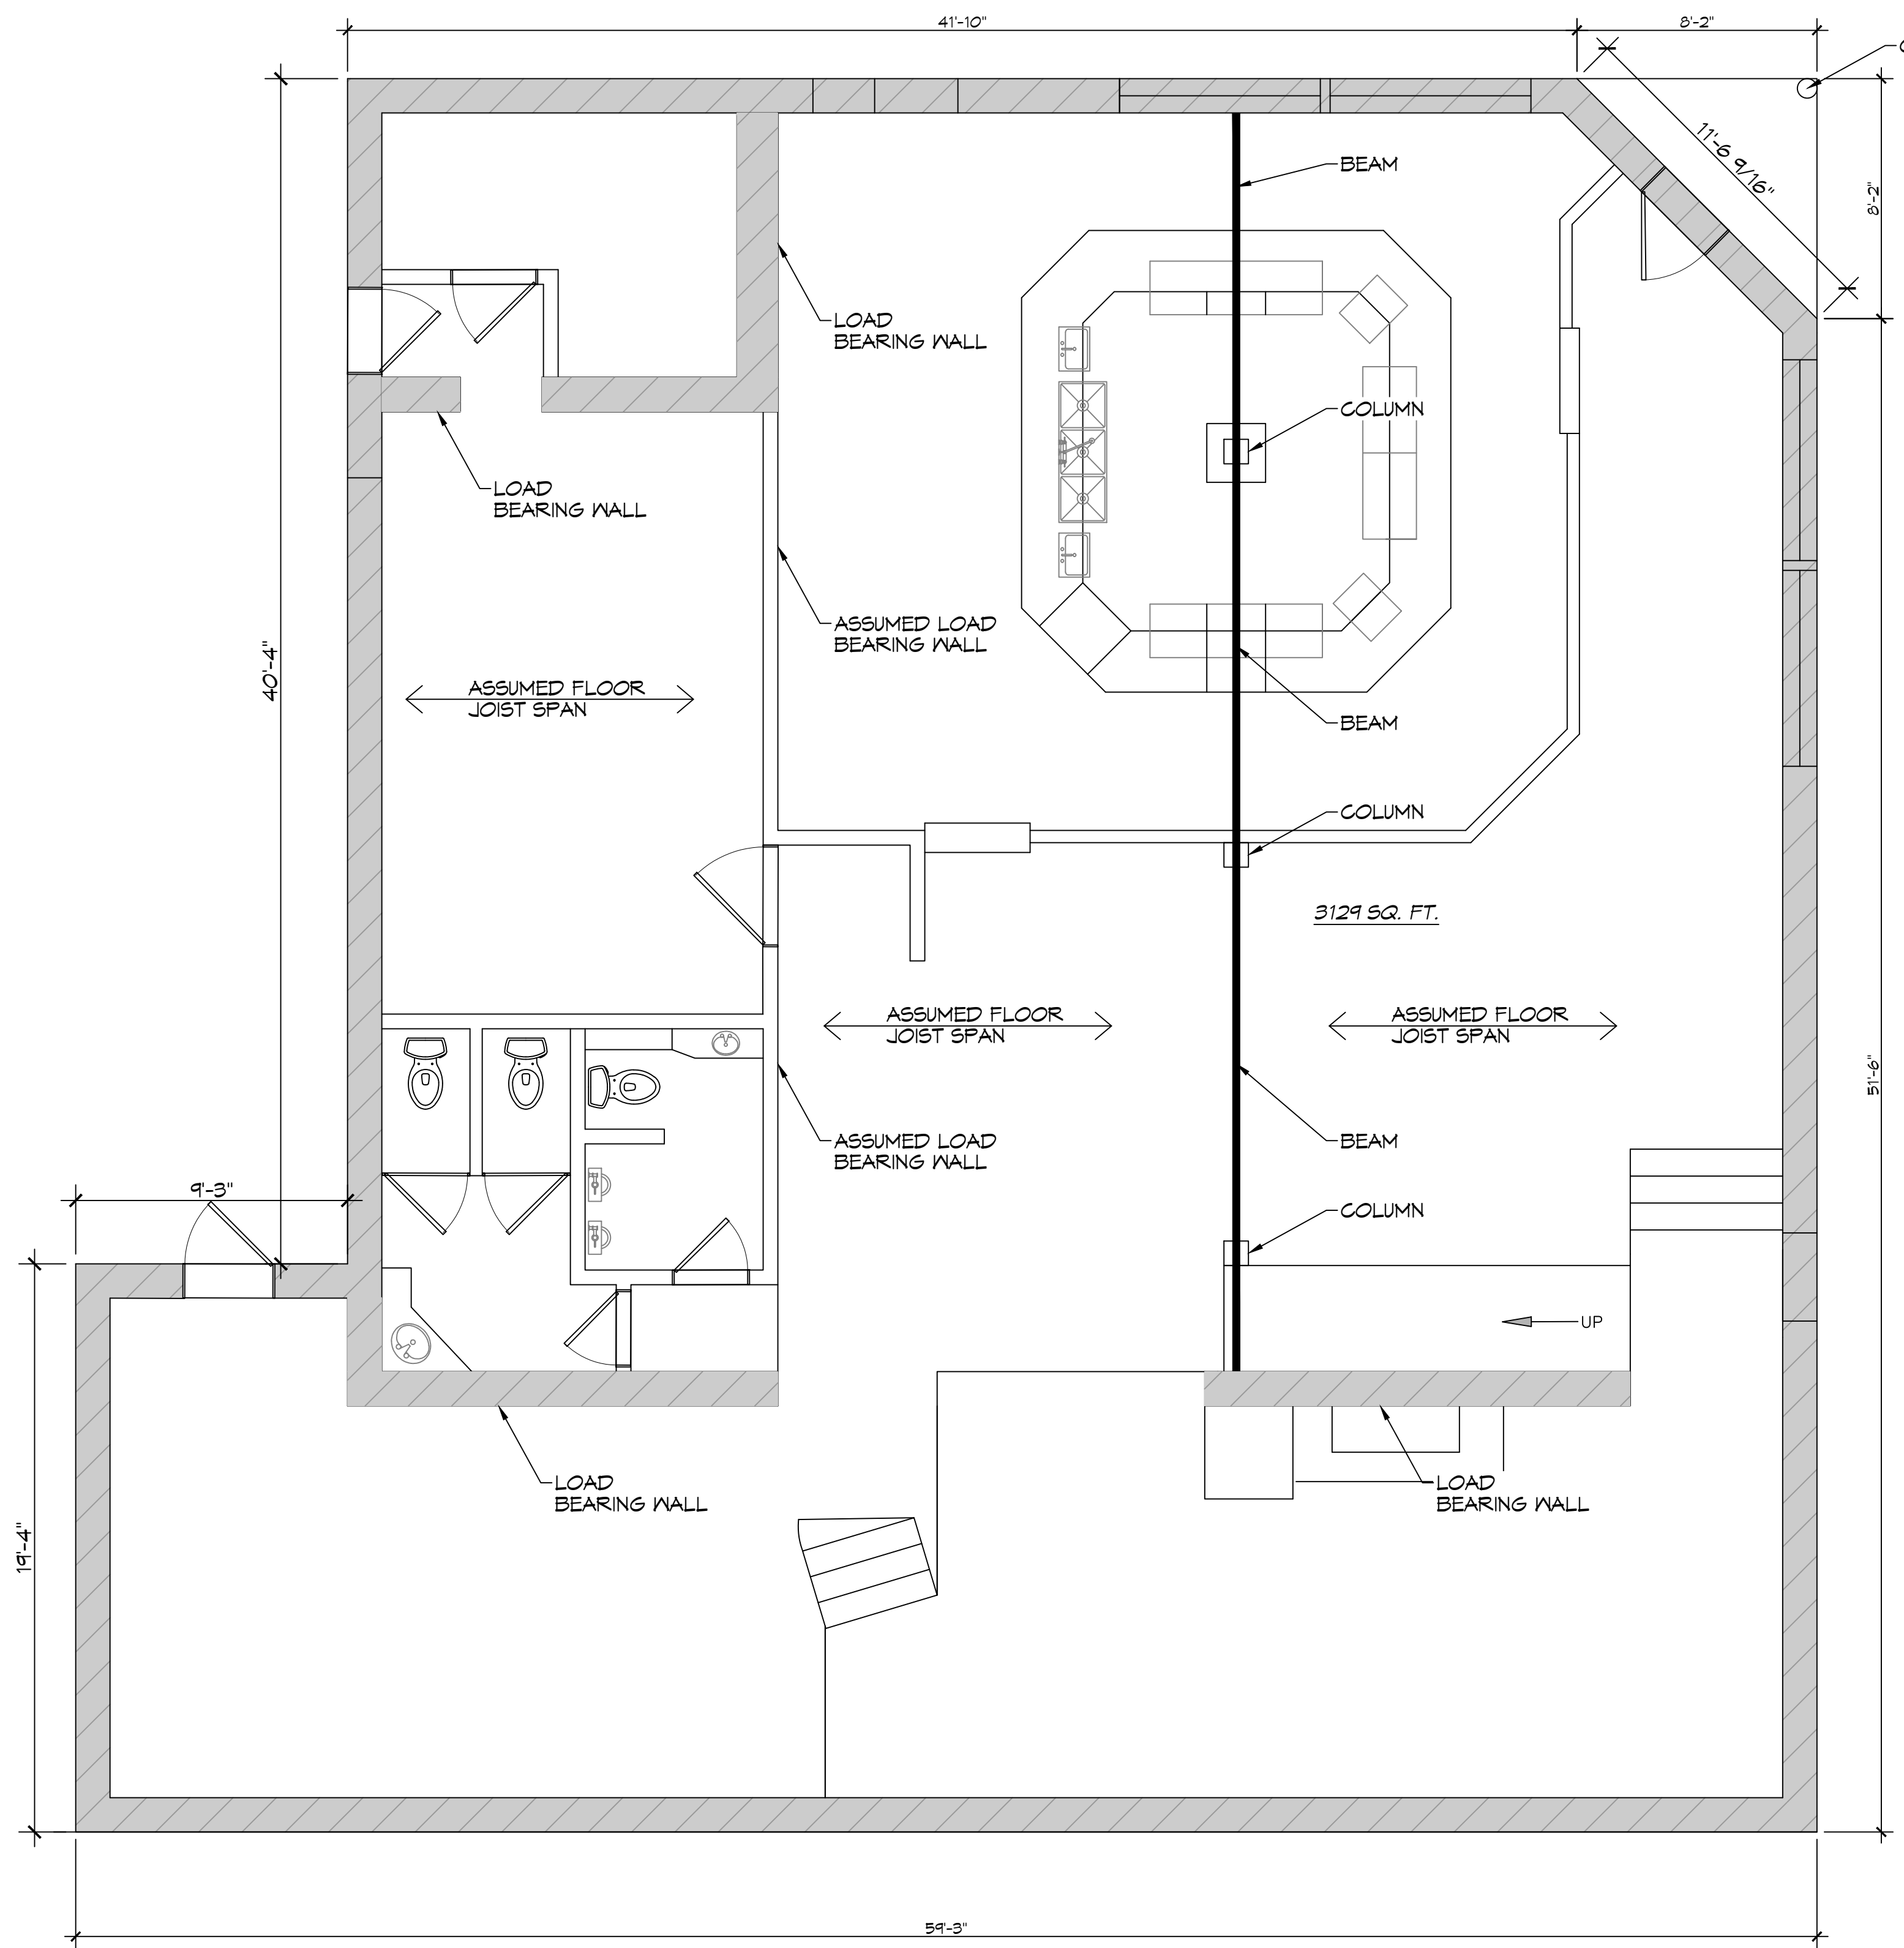 41'-10"
8'-2"
11'-6 9/16"
8'-2"
BEAM
LOAD
BEARING WALL
COLUMN
LOAD
BEARING WALL
ASSUMED LOAD
BEARING WALL
40'-4"
ASSUMED FLOOR
JOIST SPAN
BEAM
COLUMN
3129 SQ. FT.
ASSUMED FLOOR
JOIST SPAN
ASSUMED FLOOR
JOIST SPAN
51'-6"
ASSUMED LOAD
BEARING WALL
BEAM
9'-3"
COLUMN
UP
LOAD
BEARING WALL
LOAD
BEARING WALL
19'-4"
59'-3"